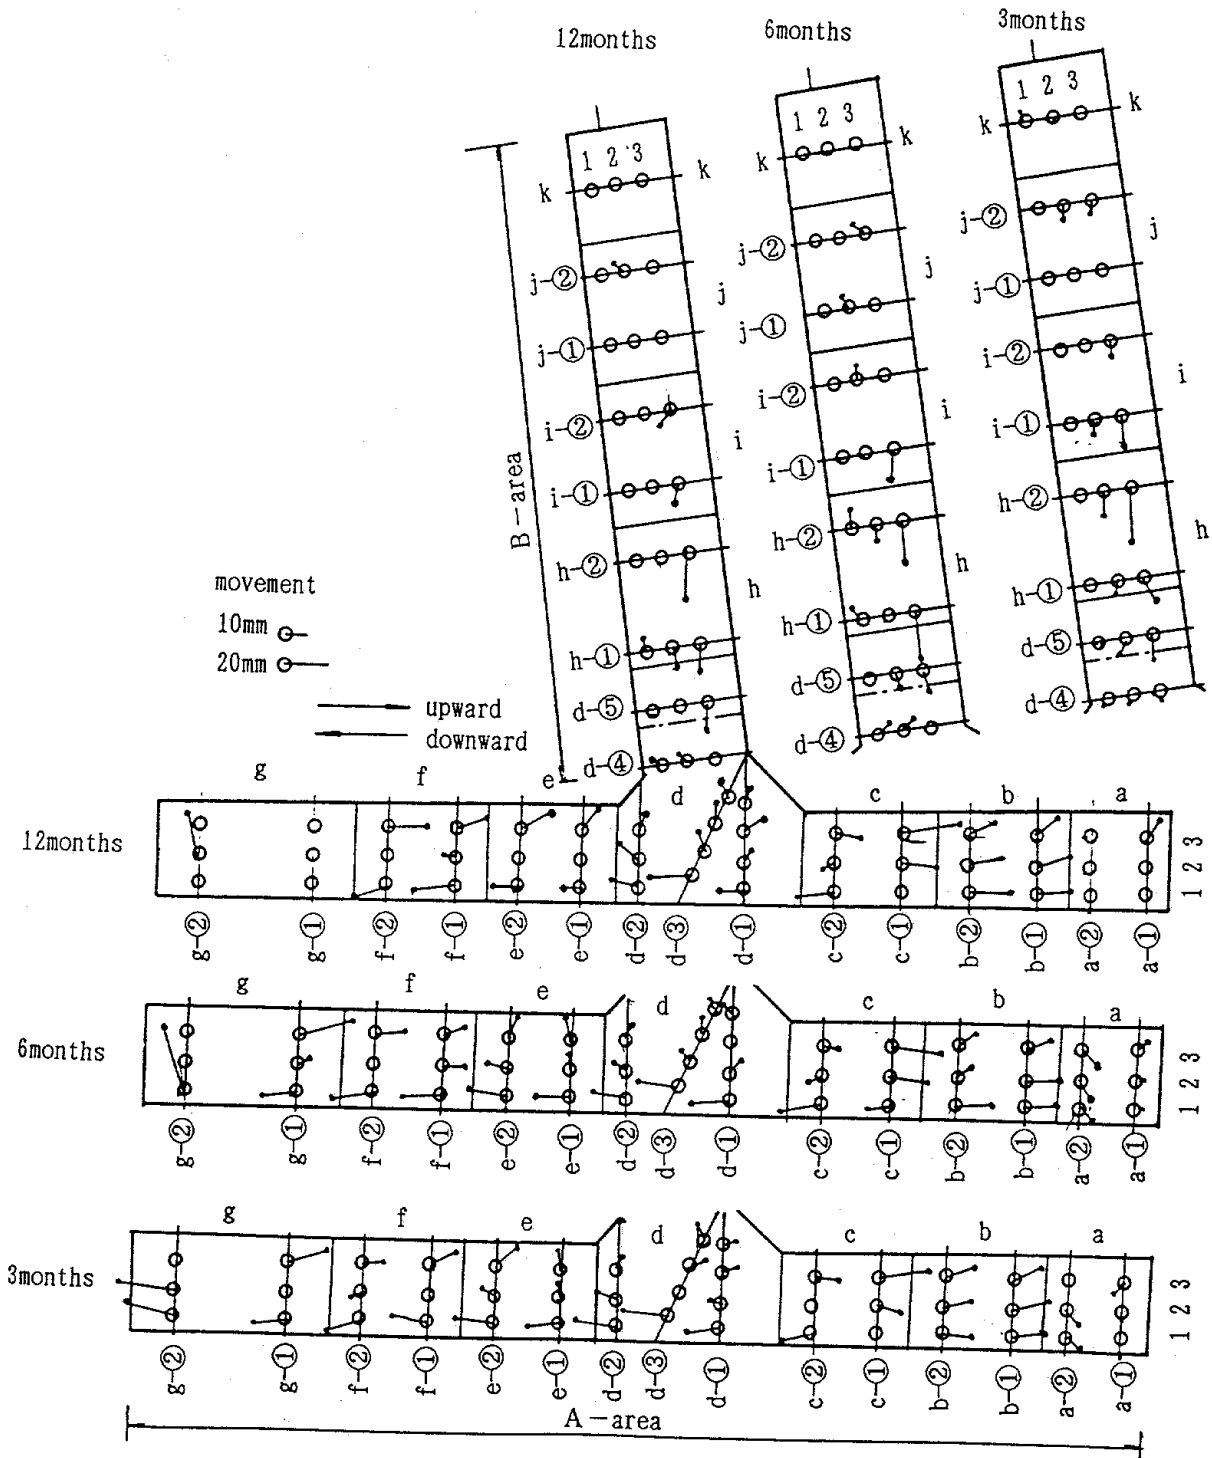 12months 6months 3months
1 2 3
k k
j-②
j
j-①
i-②
i
i-①
h-②
h
h-①
d-⑤
d-④
1 2 3
k k
j-②
j
j-①
i-②
i
i-①
h-②
h
h-①
d-⑤
d-④
1 2 3
k k
j-②
j
j-①
i-②
i
i-①
h-②
h
h-①
d-⑤
d-④
B-area
movement
10mm
20mm
upward
downward
12months
g f e d c b a
1 2 3
g-② g-① f-② f-① e-② e-① d-② d-③ d-① c-② c-① b-② b-① a-② a-①
6months
g f e d c b a
1 2 3
g-② g-① f-② f-① e-② e-① d-② d-③ d-① c-② c-① b-② b-① a-② a-①
3months
g f e d c b a
1 2 3
g-② g-① f-② f-① e-② e-① d-② d-③ d-① c-② c-① b-② b-① a-② a-①
A-area